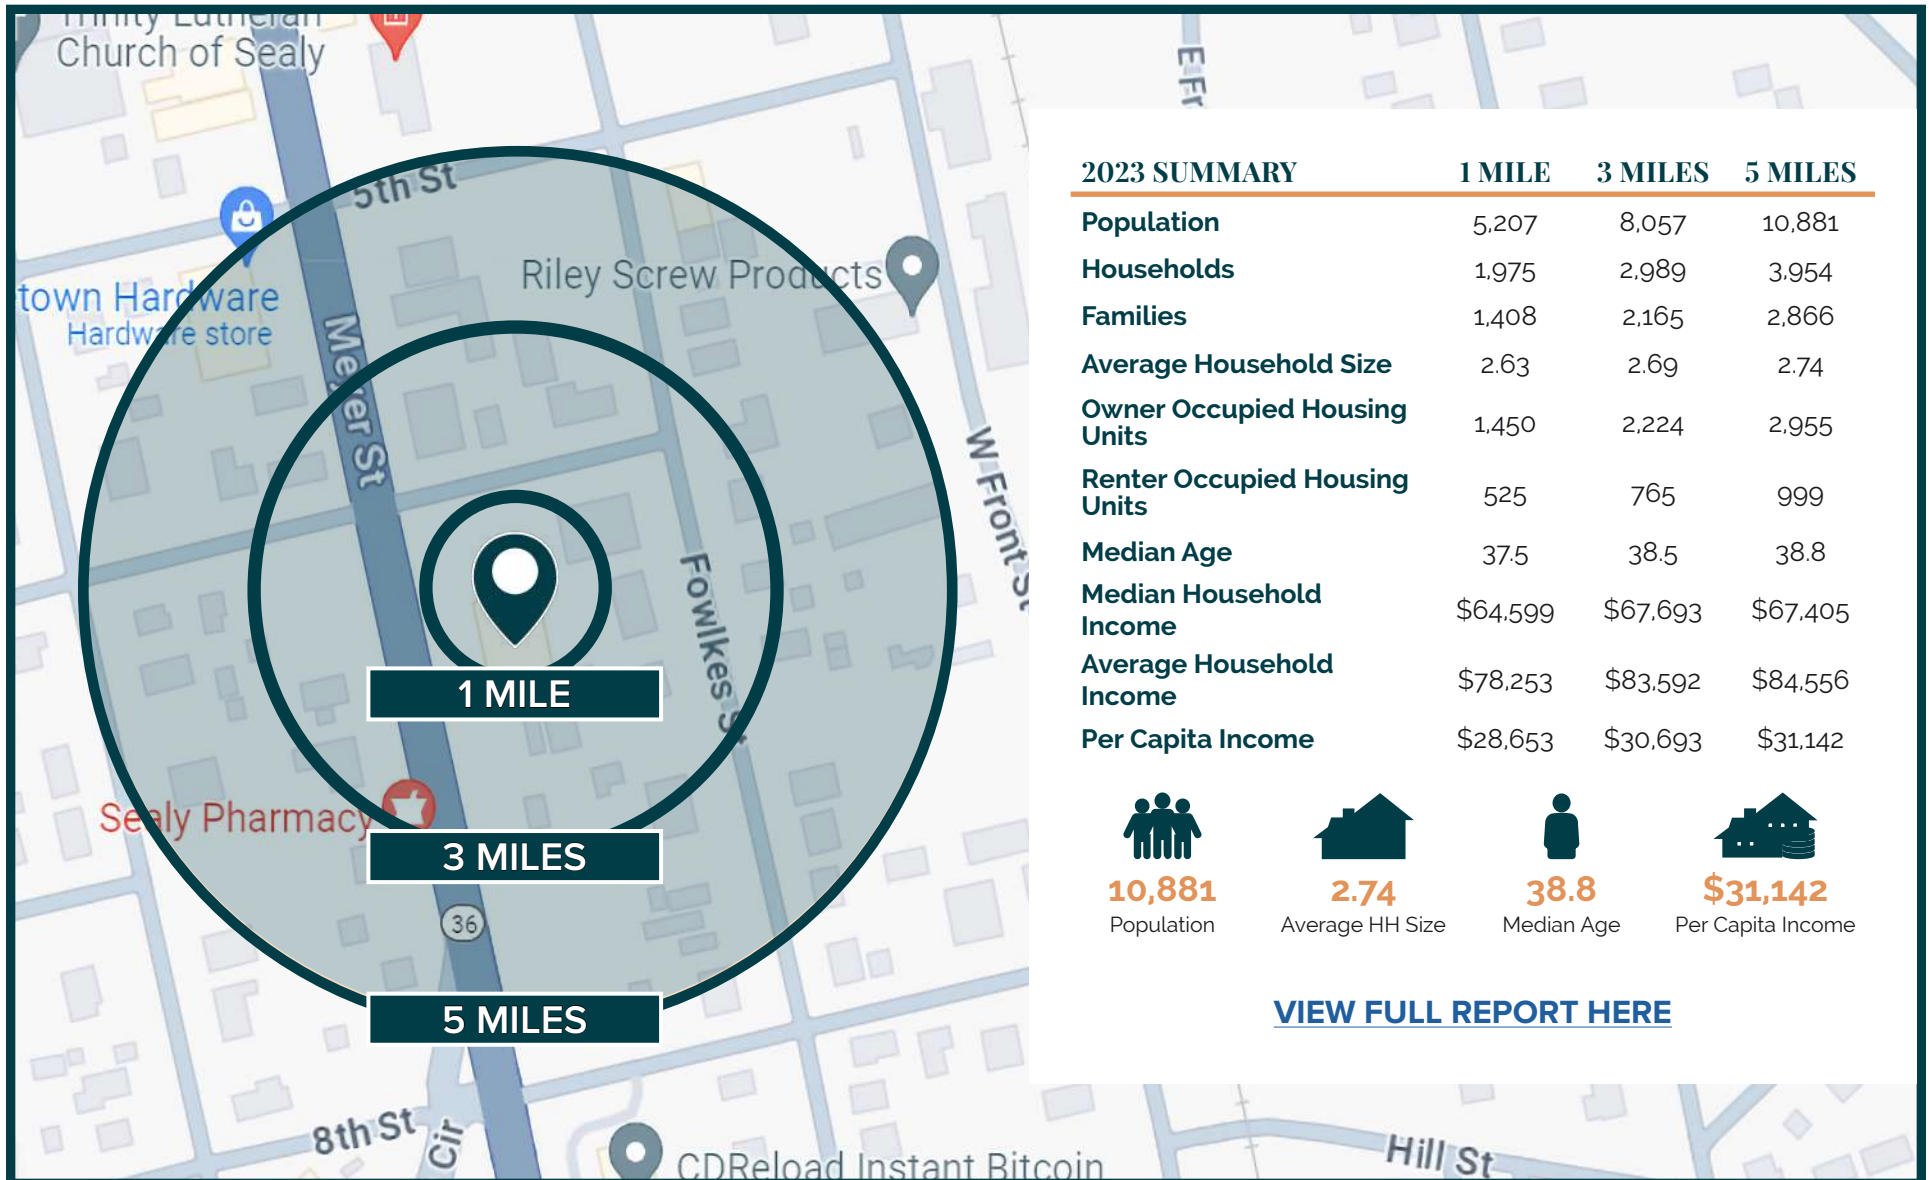 Trinity Lutheran
Church of Sealy
5th St
town Hardware
Hardware store
Riley Screw Products
Meyer St
W Front St
Fowlkes St
1 MILE
Sealy Pharmacy
3 MILES
36
5 MILES
8th St
Cir
CDReload Instant Bitcoin
Hill St
E Fr
2023 SUMMARY 1 MILE 3 MILES 5 MILES
Population 5,207 8,057 10,881
Households 1,975 2,989 3,954
Families 1,408 2,165 2,866
Average Household Size 2.63 2.69 2.74
Owner Occupied Housing
Units 1,450 2,224 2,955
Renter Occupied Housing
Units 525 765 999
Median Age 37.5 38.5 38.8
Median Household
Income $64,599 $67,693 $67,405
Average Household
Income $78,253 $83,592 $84,556
Per Capita Income $28,653 $30,693 $31,142
10,881 2.74 38.8 $31,142
Population Average HH Size Median Age Per Capita Income
VIEW FULL REPORT HERE